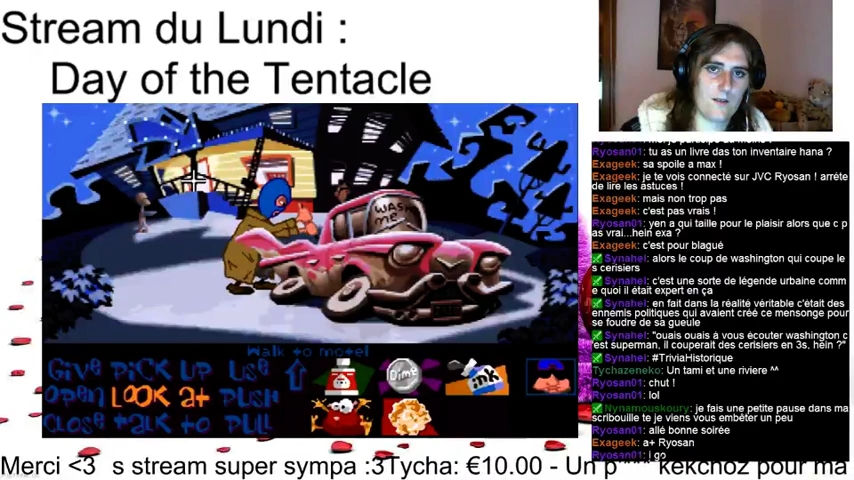 Stream du Lundi :
Day of the Tentacle
WASH
ME
Walk to motel
Give Pick up Use
Open Look at Push
Close talk to Pull
Dime
ink
Ryosan01: tu as un livre das ton inventaire hana ?
Exageek: sa spoile a max !
Exageek: je te vois connecté sur JVC Ryosan ! arréte
de lire les astuces !
Exageek: mais non trop pas
Exageek: c'est pas vrais !
Ryosan01: yen a qui taille pour le plaisir alors que c p
as vrai...hein exa ?
Exageek: c'est pour blagué
Synahel: alors le coup de washington qui coupe le
s cerisiers
Synahel: c'est une sorte de légende urbaine comm
e quoi il était expert en ça
Synahel: en fait dans la réalité véritable c'était des
ennemis politiques qui avaient créé ce mensonge pour
se foudre de sa gueule
Synahel: "ouais ouais à vous écouter washington c
est superman, il couperait des cerisiers en 3s, hein ?"
Synahel: #TriviaHistorique
Tychazeneko: Un tami et une riviere ^^
Ryosan01: chut !
Ryosan01: lol
Nynamouskoury: je fais une petite pause dans ma
scribouille te je viens vous embêter un peu
Ryosan01: allé bonne soirée
Exageek: a+ Ryosan
Ryosan01: go
Merci <3 s stream super sympa :3Tycha: €10.00 - Un p*** kekchoz pour ma